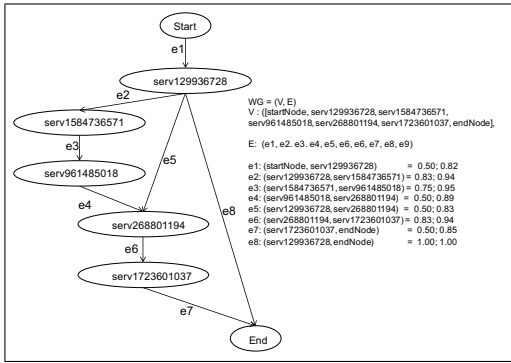 Start
e1
serv129936728
e2
serv1584736571
e3
e5
serv961485018
e4
e8
serv268801194
e6
serv1723601037
e7
End
WG = (V, E)
V : ([startNode, serv129936728, serv1584736571,
serv961485018, serv268801194, serv1723601037, endNode],
E: (e1, e2. e3. e4, e5, e6, e6, e7, e8, e9)
e1: (startNode, serv129936728) = 0.50; 0.82
e2: (serv129936728, serv1584736571) = 0.83; 0.94
e3: (serv1584736571, serv961485018) = 0.75; 0.95
e4: (serv961485018, serv268801194) = 0.50; 0.89
e5: (serv129936728, serv268801194) = 0.50; 0.83
e6: (serv268801194, serv1723601037) = 0.83; 0.94
e7: (serv1723601037, endNode) = 0.50; 0.85
e8: (serv129936728, endNode) = 1.00; 1.00